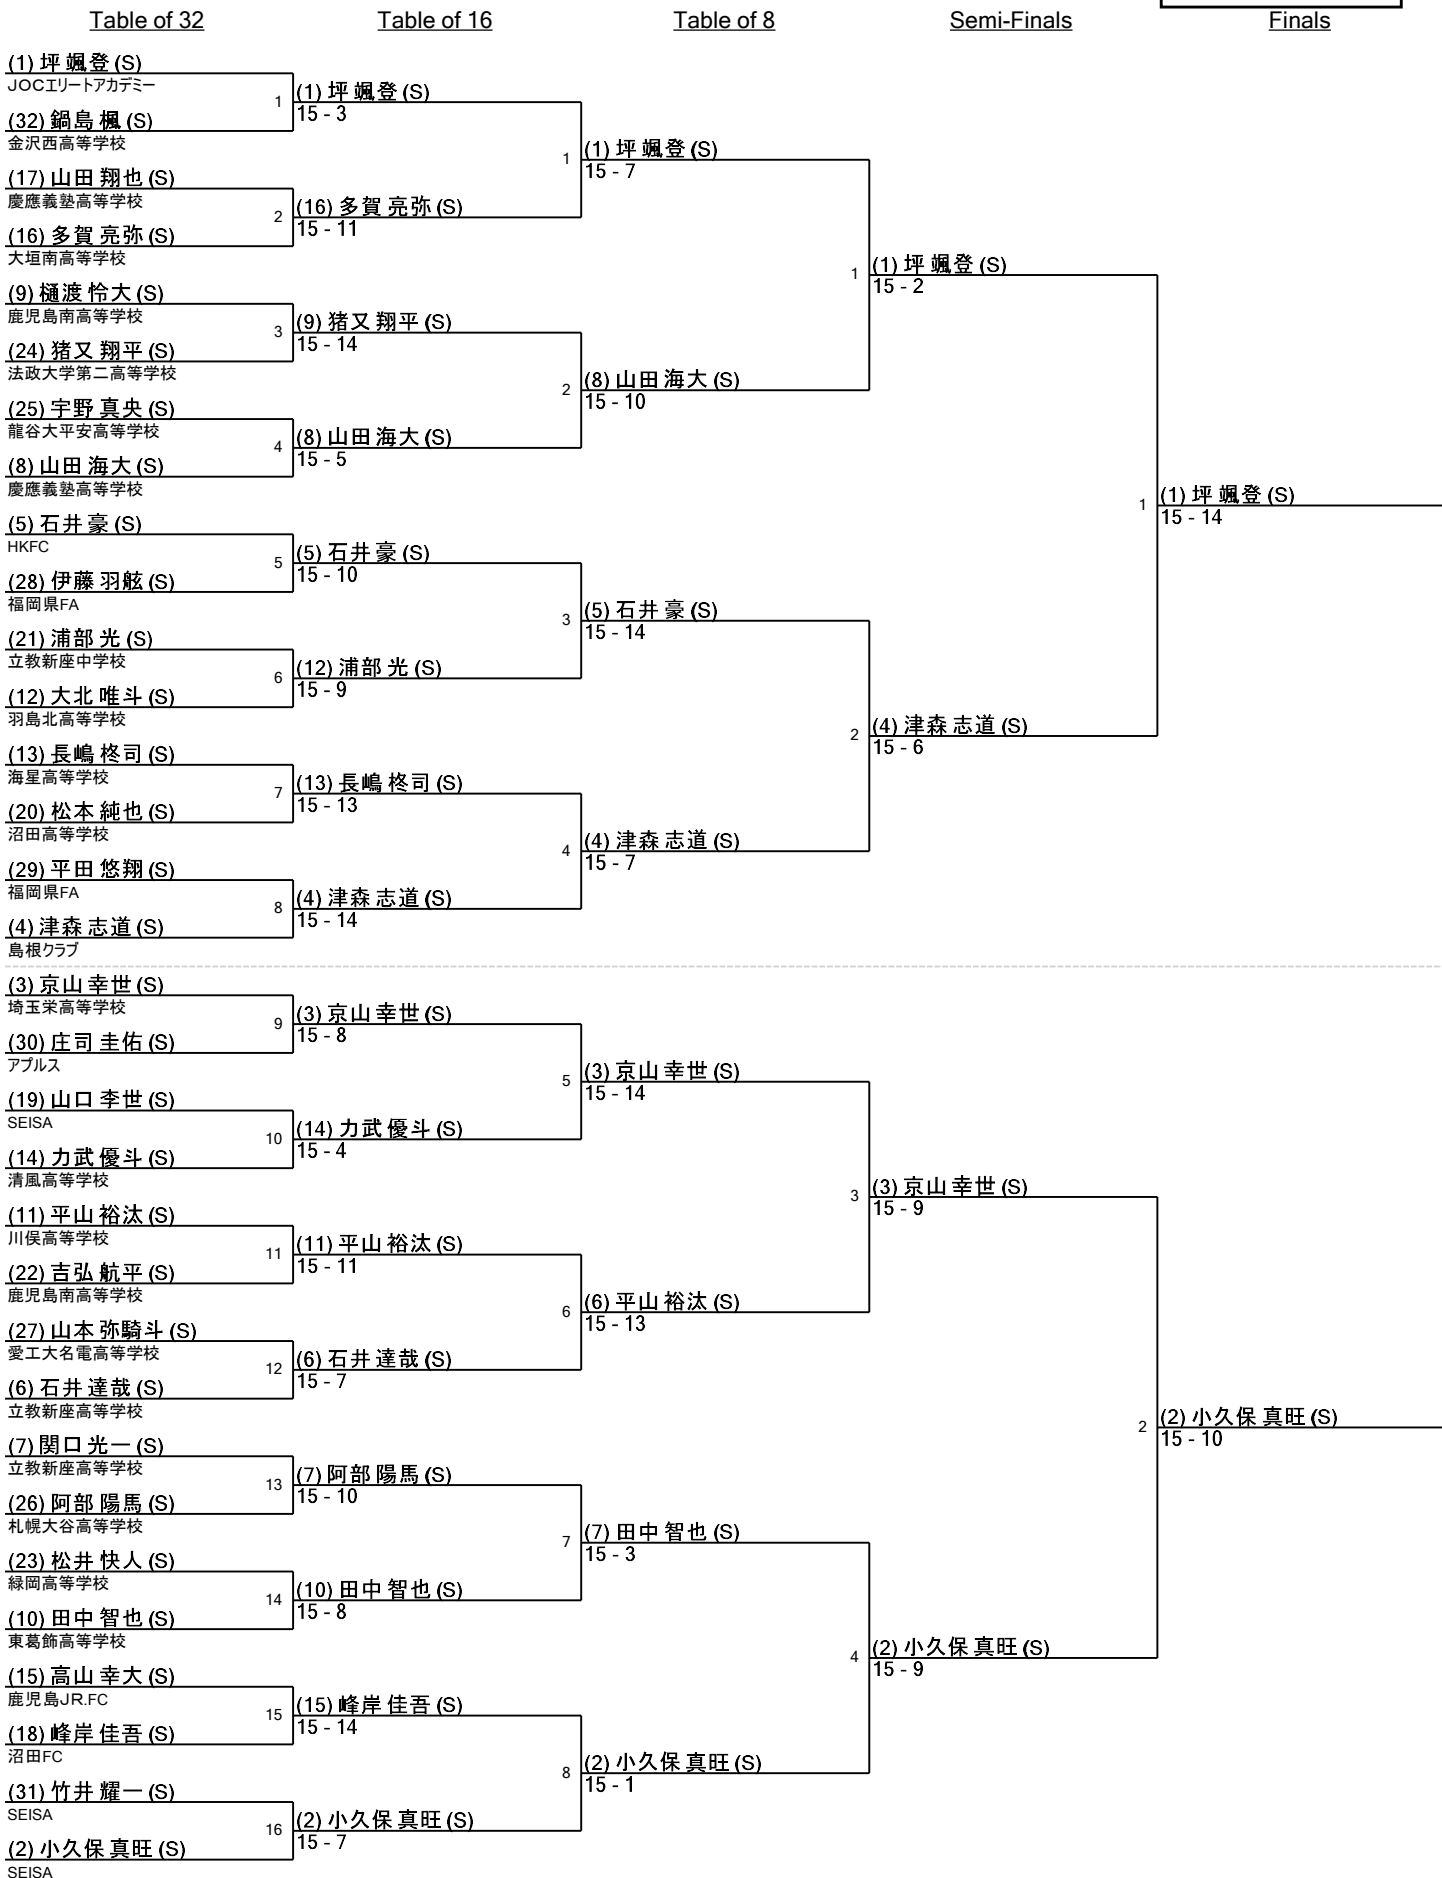 Table of 32
Table of 16
Table of 8
Semi-Finals
Finals
(1) 坪 颯登 (S)
JOCエリートアカデミー
(32) 鍋島 楓 (S)
金沢西高等学校
(17) 山田 翔也 (S)
慶應義塾高等学校
(16) 多賀 亮弥 (S)
大垣南高等学校
(9) 樋渡 怜大 (S)
鹿児島南高等学校
(24) 猪又 翔平 (S)
法政大学第二高等学校
(25) 宇野 真央 (S)
龍谷大平安高等学校
(8) 山田 海大 (S)
慶應義塾高等学校
(5) 石井 豪 (S)
HKFC
(28) 伊藤 羽舷 (S)
福岡県FA
(21) 浦部 光 (S)
立教新座中学校
(12) 大北 唯斗 (S)
羽島北高等学校
(13) 長嶋 柊司 (S)
海星高等学校
(20) 松本 純也 (S)
沼田高等学校
(29) 平田 悠翔 (S)
福岡県FA
(4) 津森 志道 (S)
島根クラブ
(3) 京山 幸世 (S)
埼玉栄高等学校
(30) 庄司 圭佑 (S)
アプルス
(19) 山口 李世 (S)
SEISA
(14) 力武 優斗 (S)
清風高等学校
(11) 平山 裕汰 (S)
川俣高等学校
(22) 吉弘 航平 (S)
鹿児島南高等学校
(27) 山本 弥騎斗 (S)
愛工大名電高等学校
(6) 石井 達哉 (S)
立教新座高等学校
(7) 関口 光一 (S)
立教新座高等学校
(26) 阿部 陽馬 (S)
札幌大谷高等学校
(23) 松井 快人 (S)
緑岡高等学校
(10) 田中 智也 (S)
東葛飾高等学校
(15) 高山 幸大 (S)
鹿児島JR.FC
(18) 峰岸 佳吾 (S)
沼田FC
(31) 竹井 耀一 (S)
SEISA
(2) 小久保 真旺 (S)
SEISA
1 (1) 坪 颯登 (S)
15 - 3
2 (16) 多賀 亮弥 (S)
15 - 11
3 (9) 猪又 翔平 (S)
15 - 14
4 (8) 山田 海大 (S)
15 - 5
5 (5) 石井 豪 (S)
15 - 10
6 (12) 浦部 光 (S)
15 - 9
7 (13) 長嶋 柊司 (S)
15 - 13
8 (4) 津森 志道 (S)
15 - 14
9 (3) 京山 幸世 (S)
15 - 8
10 (14) 力武 優斗 (S)
15 - 4
11 (11) 平山 裕汰 (S)
15 - 11
12 (6) 石井 達哉 (S)
15 - 7
13 (7) 阿部 陽馬 (S)
15 - 10
14 (10) 田中 智也 (S)
15 - 8
15 (15) 峰岸 佳吾 (S)
15 - 14
16 (2) 小久保 真旺 (S)
15 - 7
1 (1) 坪 颯登 (S)
15 - 7
2 (8) 山田 海大 (S)
15 - 10
3 (5) 石井 豪 (S)
15 - 14
4 (4) 津森 志道 (S)
15 - 7
5 (3) 京山 幸世 (S)
15 - 14
6 (6) 平山 裕汰 (S)
15 - 13
7 (7) 田中 智也 (S)
15 - 3
8 (2) 小久保 真旺 (S)
15 - 1
1 (1) 坪 颯登 (S)
15 - 2
2 (4) 津森 志道 (S)
15 - 6
3 (3) 京山 幸世 (S)
15 - 9
4 (2) 小久保 真旺 (S)
15 - 9
1 (1) 坪 颯登 (S)
15 - 14
2 (2) 小久保 真旺 (S)
15 - 10